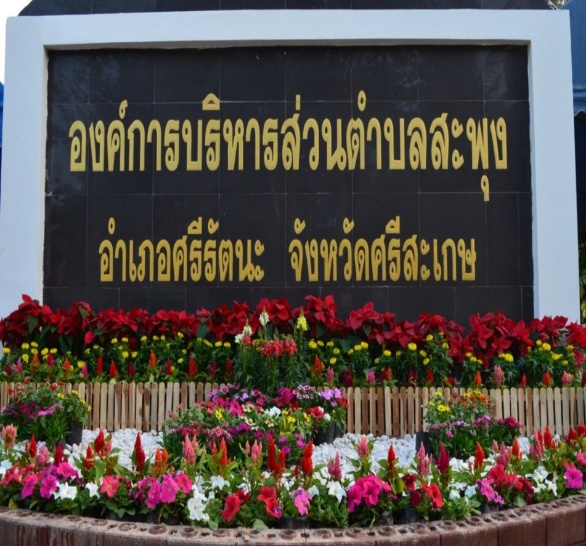 องค์การบริหารส่วนตำบลสะพุง
อำเภอศรีรัตนะ จังหวัดศรีสะเกษ